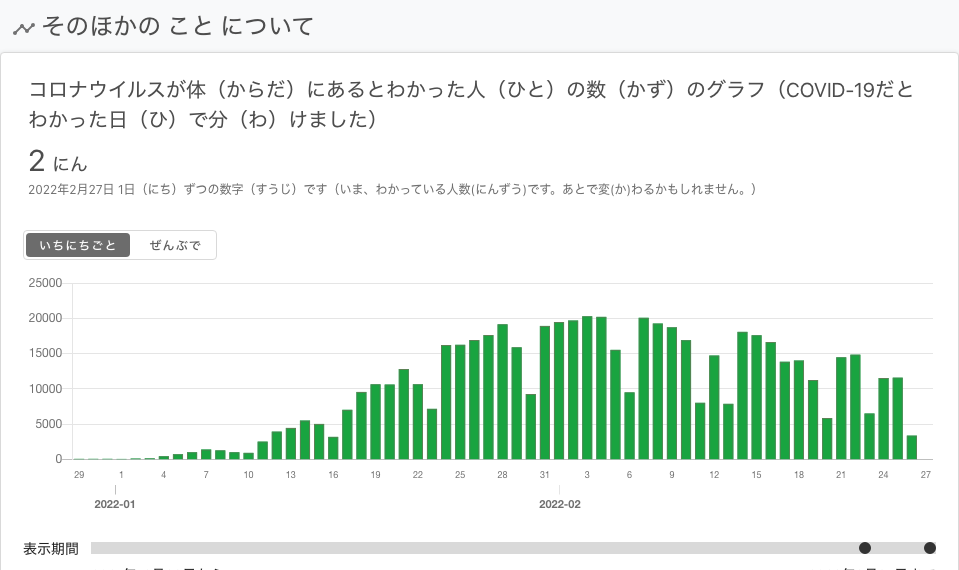 そのほかの こと について
コロナウイルスが体（からだ）にあるとわかった人（ひと）の数（かず）のグラフ（COVID-19だと
わかった日（ひ）で分（わ）けました）
2 にん
2022年2月27日 1日（にち）ずつの数字（すうじ）です（いま、わかっている人数(にんずう)です。あとで変(か)わるかもしれません。）
いちにちごと ぜんぶで
25000
20000
15000
10000
5000
0
29 1 4 7 10 13 16 19 22 25 28 31 3 6 9 12 15 18 21 24 27
2022-01 2022-02
表示期間